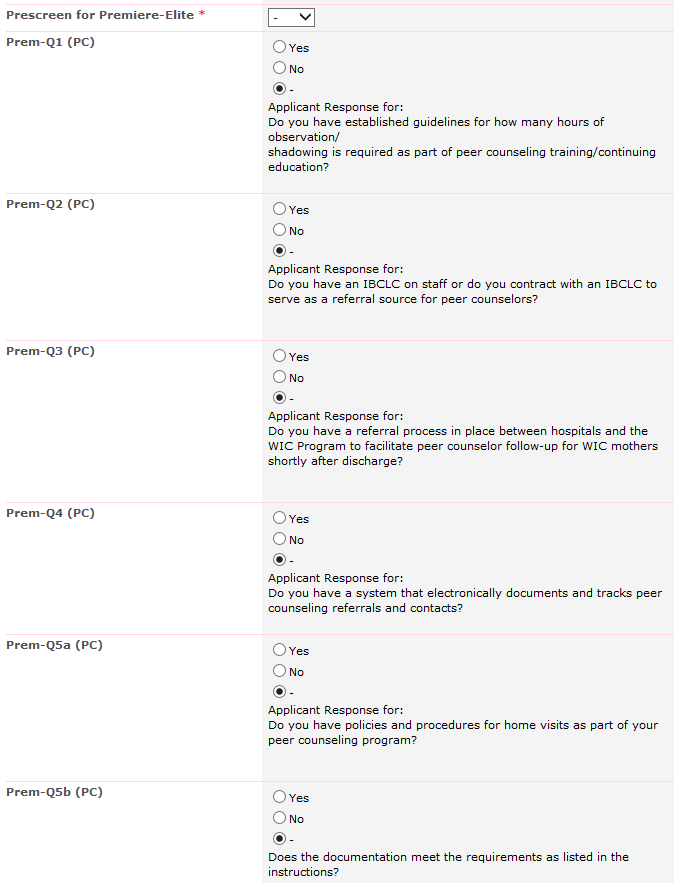 Prescreen for Premiere-Elite *
-
Prem-Q1 (PC)
Yes
No
-
Applicant Response for:
Do you have established guidelines for how many hours of
observation/
shadowing is required as part of peer counseling training/continuing
education?
Prem-Q2 (PC)
Yes
No
-
Applicant Response for:
Do you have an IBCLC on staff or do you contract with an IBCLC to
serve as a referral source for peer counselors?
Prem-Q3 (PC)
Yes
No
-
Applicant Response for:
Do you have a referral process in place between hospitals and the
WIC Program to facilitate peer counselor follow-up for WIC mothers
shortly after discharge?
Prem-Q4 (PC)
Yes
No
-
Applicant Response for:
Do you have a system that electronically documents and tracks peer
counseling referrals and contacts?
Prem-Q5a (PC)
Yes
No
-
Applicant Response for:
Do you have policies and procedures for home visits as part of your
peer counseling program?
Prem-Q5b (PC)
Yes
No
-
Does the documentation meet the requirements as listed in the
instructions?